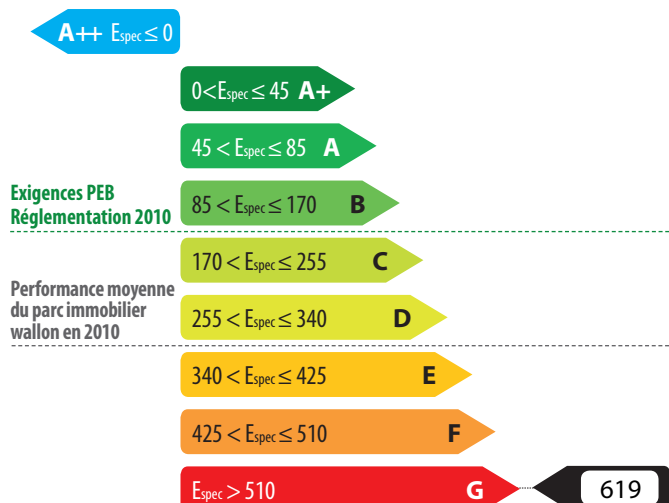 A++ Espec ≤ 0
0<Espec ≤ 45 A+
45 < Espec ≤ 85 A
Exigences PEB
Réglementation 2010
85 < Espec ≤ 170 B
170 < Espec ≤ 255 C
Performance moyenne
du parc immobilier
wallon en 2010
255 < Espec ≤ 340 D
340 < Espec ≤ 425 E
425 < Espec ≤ 510 F
Espec > 510 G 619